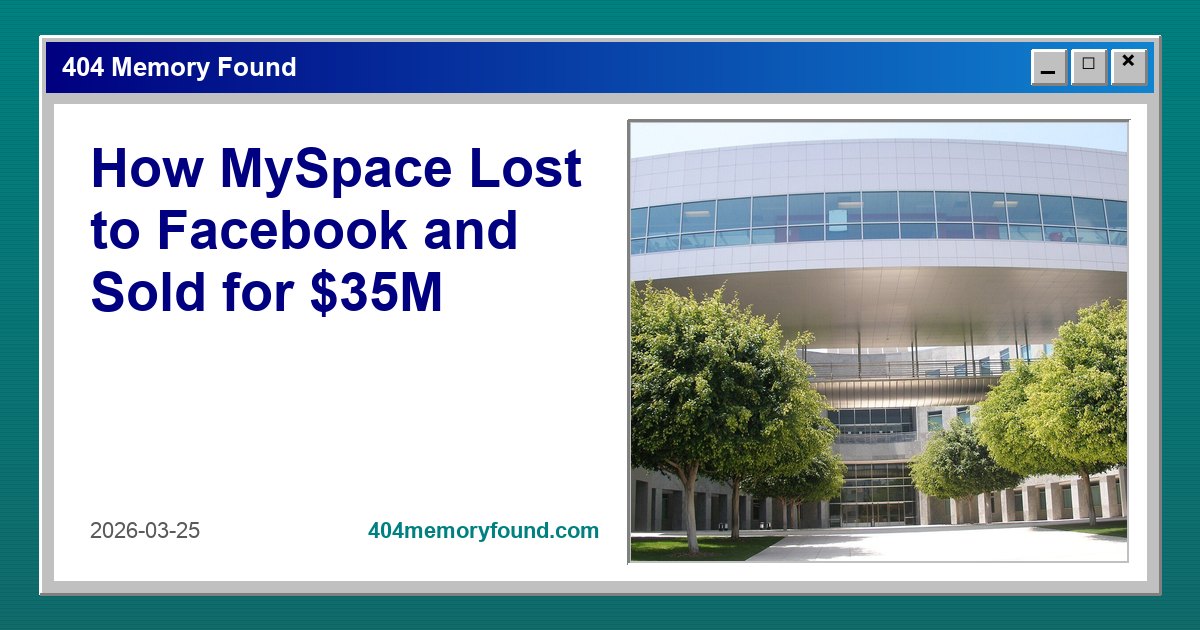 404 Memory Found
How MySpace Lost
to Facebook and
Sold for $35M
2026-03-25
404memoryfound.com